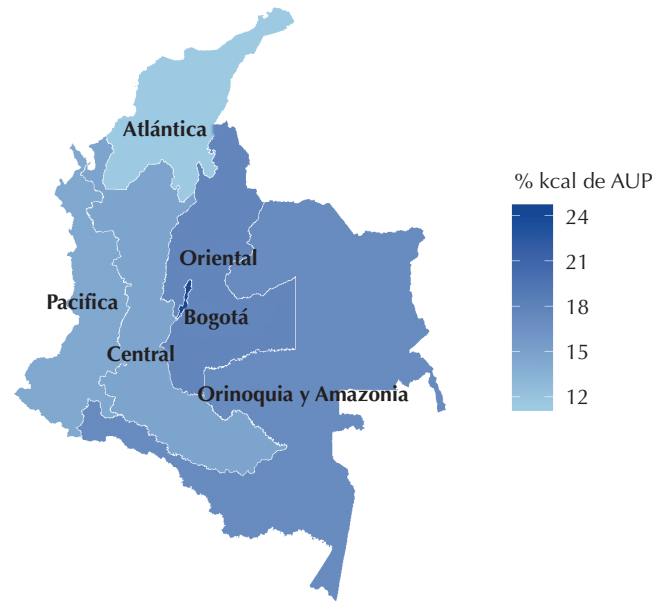 Atlántica
% kcal de AUP
24
21
18
15
12
Oriental
Pacifica
Bogotá
Central
Orinoquia y Amazonia